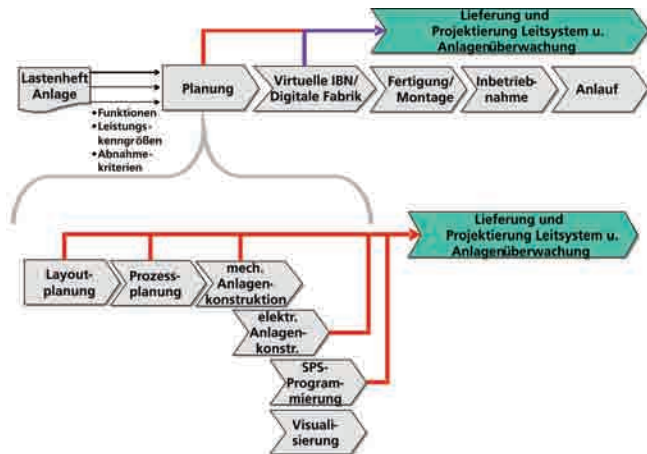 Lieferung und
Projektierung Leitsystem u.
Anlagenüberwachung
Lastenheft
Anlage
Planung
Virtuelle IBN/
Digitale Fabrik
Fertigung/
Montage
Inbetrieb-
nahme
Anlauf
•Funktionen
•Leistungs-
kenngrößen
•Abnahme-
kriterien
Lieferung und
Projektierung Leitsystem u.
Anlagenüberwachung
Layout-
planung
Prozess-
planung
mech.
Anlagen-
konstruktion
elektr.
Anlagen-
konstr.
SPS-
Program-
mierung
Visuali-
sierung